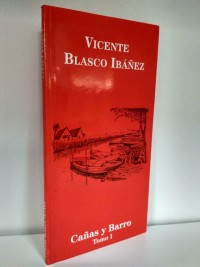 VICENTE
BLASCO IBÁÑEZ
Cañas y Barro
Tomo I